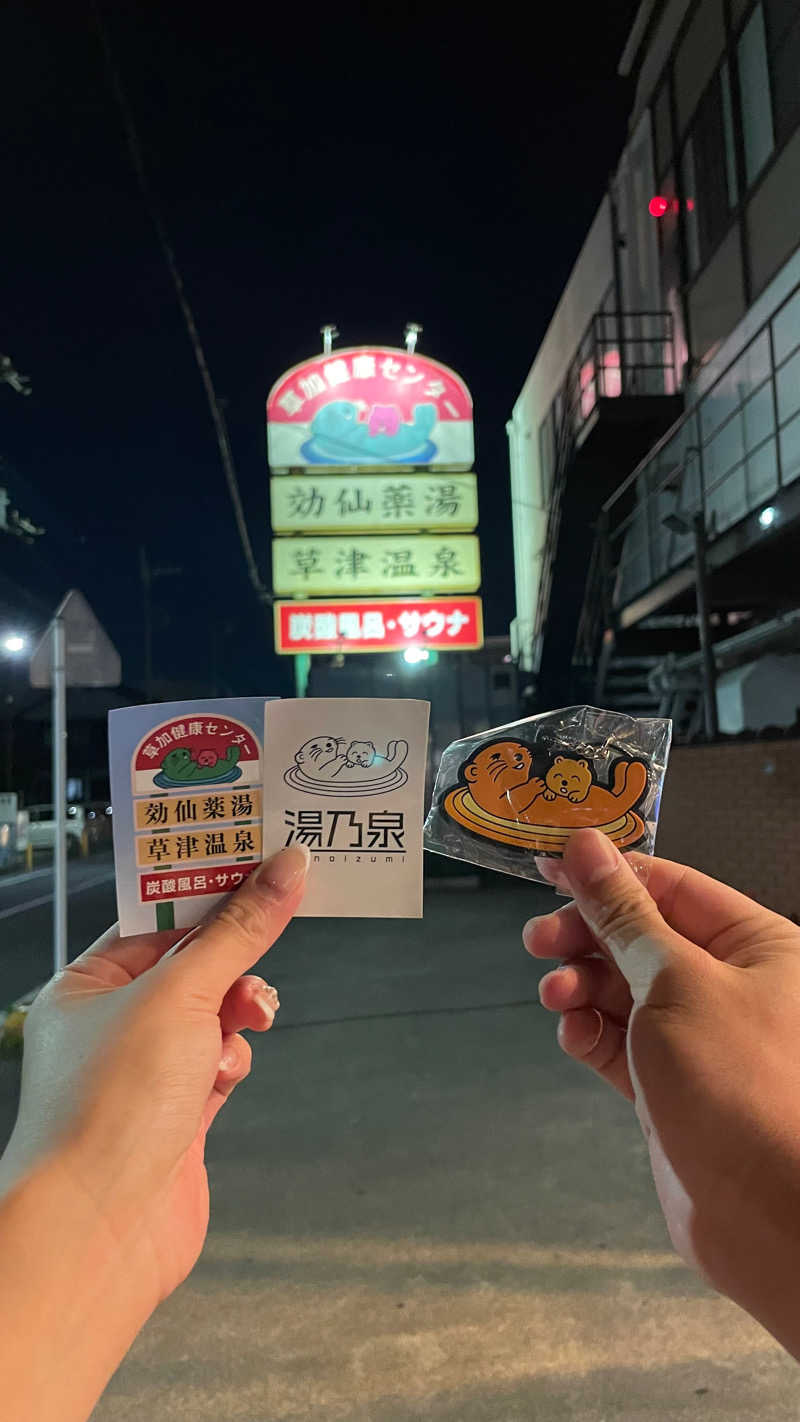 草加健康センター
効仙薬湯
草津温泉
炭酸風呂・サウナ
草加健康センター
効仙薬湯
草津温泉
炭酸風呂・サウ
湯乃泉
noizumi